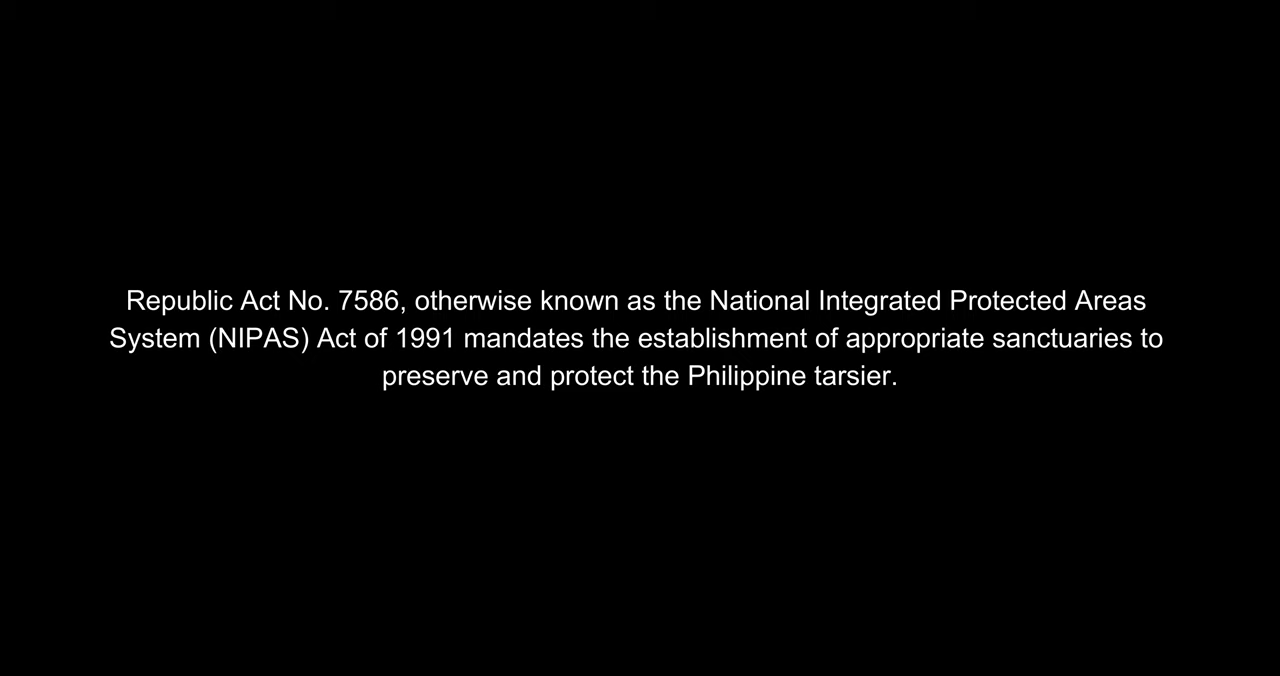 Republic Act No. 7586, otherwise known as the National Integrated Protected Areas
System (NIPAS) Act of 1991 mandates the establishment of appropriate sanctuaries to
preserve and protect the Philippine tarsier.